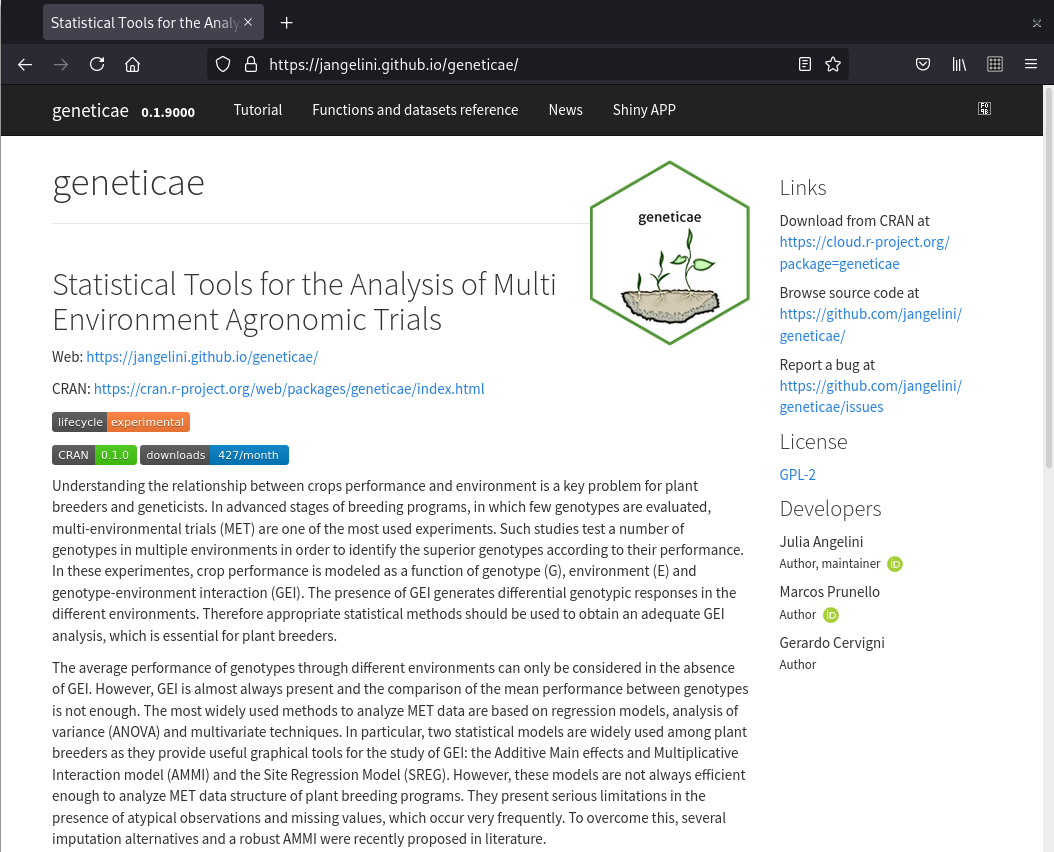 Statistical Tools for the Analy
https://jangelini.github.io/geneticae/
geneticae 0.1.9000 Tutorial Functions and datasets reference News Shiny APP
geneticae
geneticae
Statistical Tools for the Analysis of Multi
Environment Agronomic Trials
Web: https://jangelini.github.io/geneticae/
CRAN: https://cran.r-project.org/web/packages/geneticae/index.html
lifecycle experimental
CRAN 0.1.0 downloads 427/month
Understanding the relationship between crops performance and environment is a key problem for plant
breeders and geneticists. In advanced stages of breeding programs, in which few genotypes are evaluated,
multi-environmental trials (MET) are one of the most used experiments. Such studies test a number of
genotypes in multiple environments in order to identify the superior genotypes according to their performance.
In these experimentes, crop performance is modeled as a function of genotype (G), environment (E) and
genotype-environment interaction (GEI). The presence of GEI generates differential genotypic responses in the
different environments. Therefore appropriate statistical methods should be used to obtain an adequate GEI
analysis, which is essential for plant breeders.
The average performance of genotypes through different environments can only be considered in the absence
of GEI. However, GEI is almost always present and the comparison of the mean performance between genotypes
is not enough. The most widely used methods to analyze MET data are based on regression models, analysis of
variance (ANOVA) and multivariate techniques. In particular, two statistical models are widely used among plant
breeders as they provide useful graphical tools for the study of GEI: the Additive Main effects and Multiplicative
Interaction model (AMMI) and the Site Regression Model (SREG). However, these models are not always efficient
enough to analyze MET data structure of plant breeding programs. They present serious limitations in the
presence of atypical observations and missing values, which occur very frequently. To overcome this, several
imputation alternatives and a robust AMMI were recently proposed in literature.
Links
Download from CRAN at
https://cloud.r-project.org/
package=geneticae
Browse source code at
https://github.com/jangelini/
geneticae/
Report a bug at
https://github.com/jangelini/
geneticae/issues
License
GPL-2
Developers
Julia Angelini
Author, maintainer iD
Marcos Prunello
Author iD
Gerardo Cervigni
Author